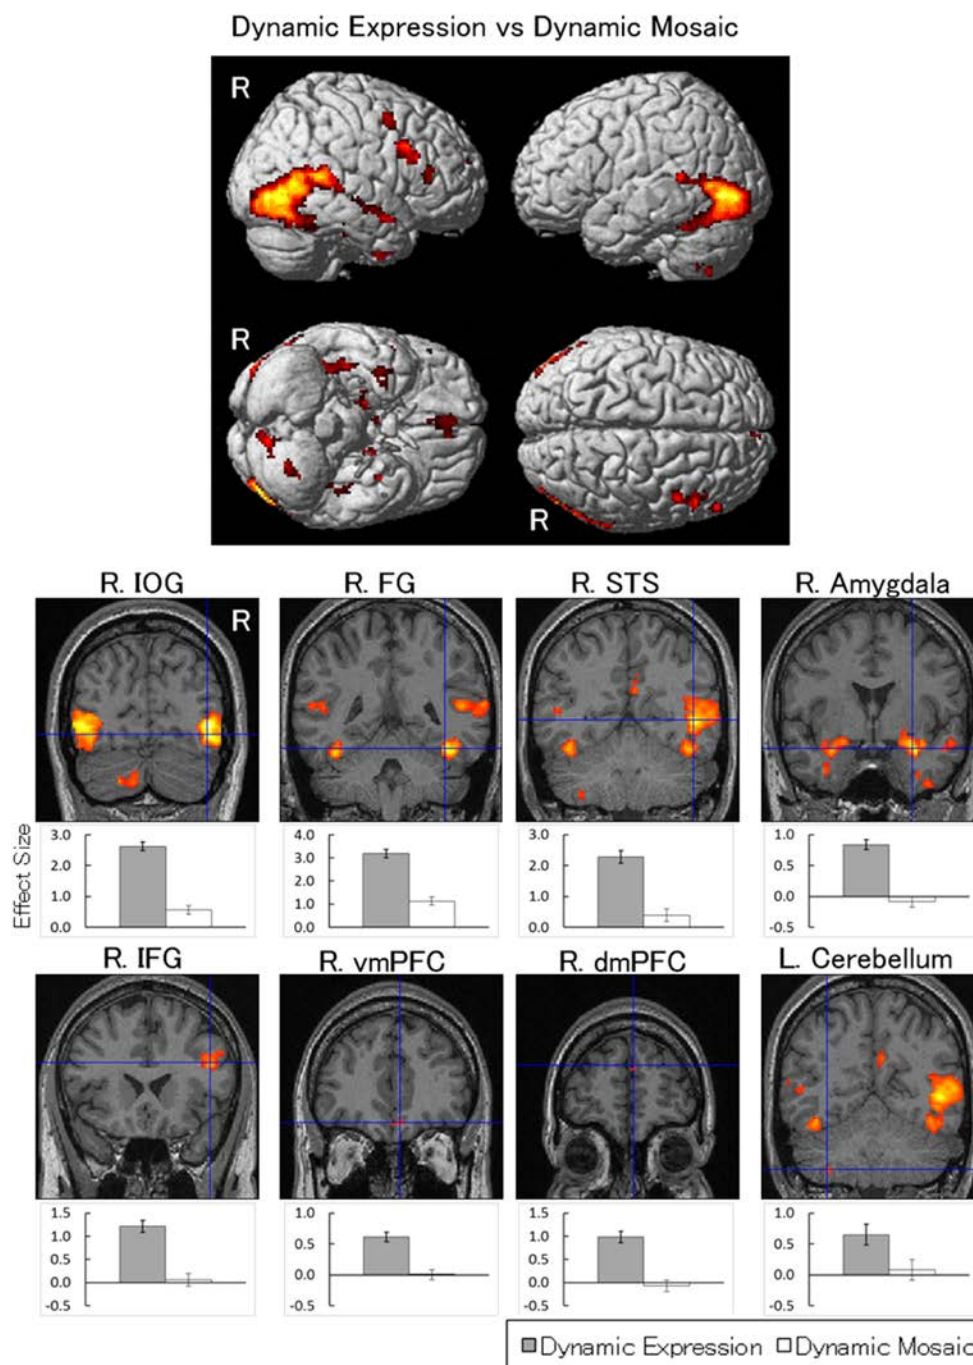 Dynamic Expression vs Dynamic Mosaic
R
R
R
R. IOG R. FG R. STS R. Amygdala
R
Effect Size
3.0 4.0 3.0 1.0
2.0 3.0 2.0 0.5
1.0 2.0 1.0 0.0
0.0 1.0 0.0 -0.5
0.0
R. IFG R. vmPFC R. dmPFC L. Cerebellum
1.5 1.5 1.5 1.5
1.0 1.0 1.0 1.0
0.5 0.5 0.5 0.5
0.0 0.0 0.0 0.0
-0.5 -0.5 -0.5 -0.5
Dynamic Expression Dynamic Mosaic